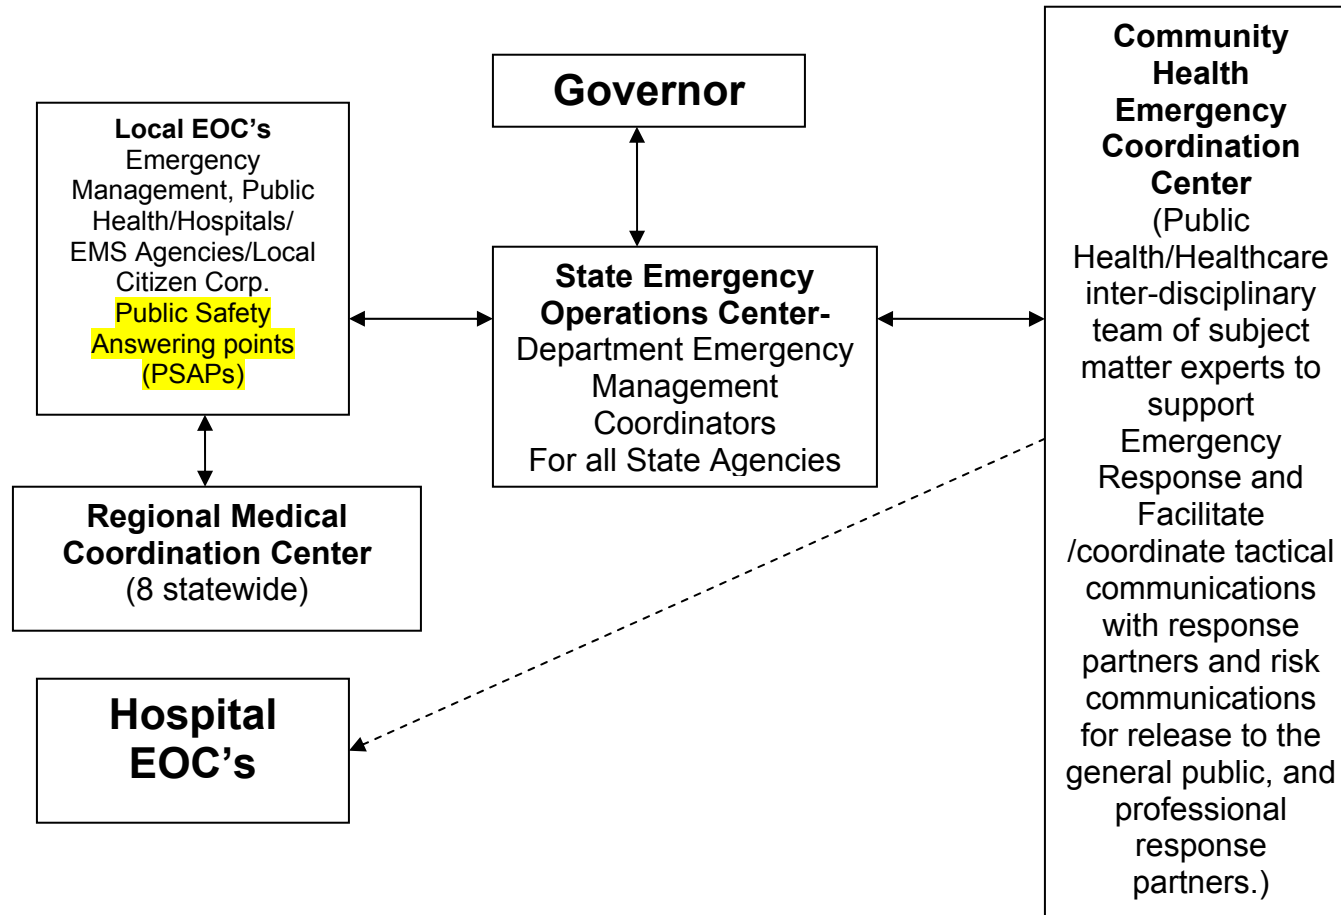 Governor
Local EOC’s
Emergency
Management, Public
Health/Hospitals/
EMS Agencies/Local
Citizen Corp.
Public Safety
Answering points
(PSAPs)
State Emergency
Operations Center-
Department Emergency
Management
Coordinators
For all State Agencies
Community
Health
Emergency
Coordination
Center
(Public
Health/Healthcare
inter-disciplinary
team of subject
matter experts to
support
Emergency
Response and
Facilitate
/coordinate tactical
communications
with response
partners and risk
communications
for release to the
general public, and
professional
response
partners.)
Regional Medical
Coordination Center
(8 statewide)
Hospital
EOC’s